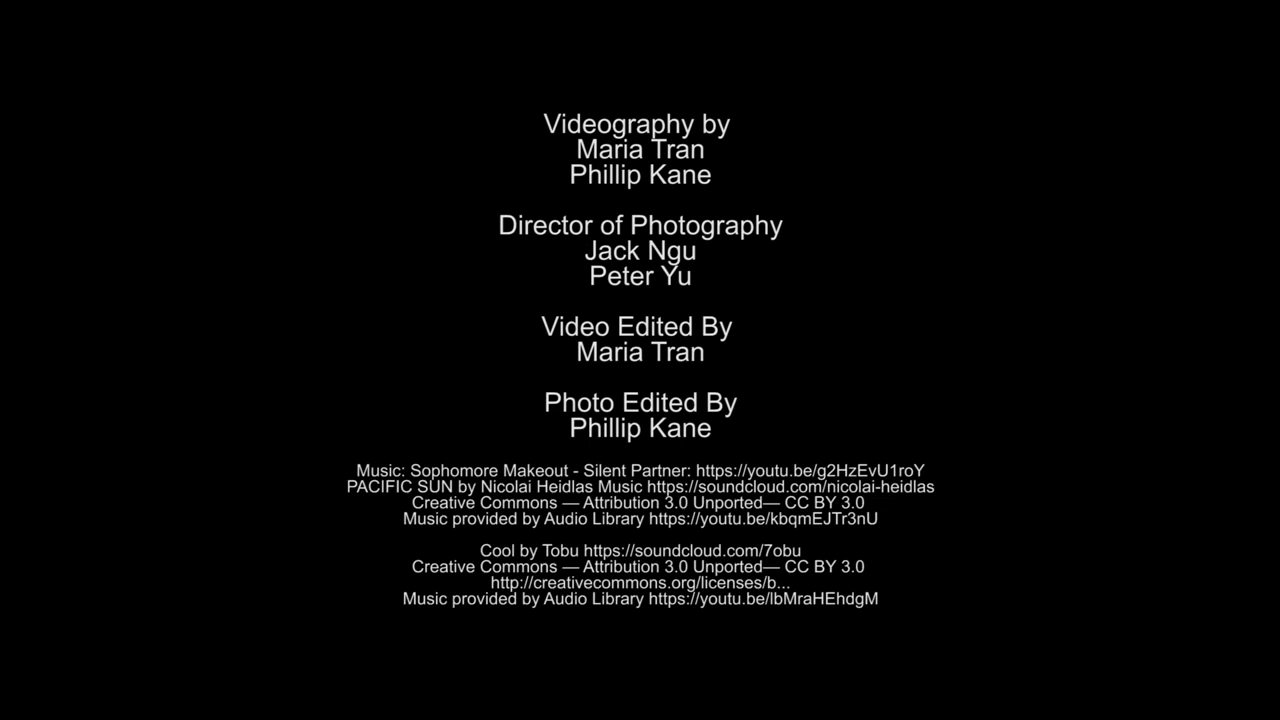 Videography by
Maria Tran
Phillip Kane
Director of Photography
Jack Ngu
Peter Yu
Video Edited By
Maria Tran
Photo Edited By
Phillip Kane
Music: Sophomore Makeout - Silent Partner: https://youtu.be/g2HzEvU1roY
PACIFIC SUN by Nicolai Heidlas Music https://soundcloud.com/nicolai-heidlas
Creative Commons — Attribution 3.0 Unported— CC BY 3.0
Music provided by Audio Library https://youtu.be/kbqmEJTr3nU
Cool by Tobu https://soundcloud.com/7obu
Creative Commons — Attribution 3.0 Unported— CC BY 3.0
http://creativecommons.org/licenses/b...
Music provided by Audio Library https://youtu.be/lbMraHEhdgM